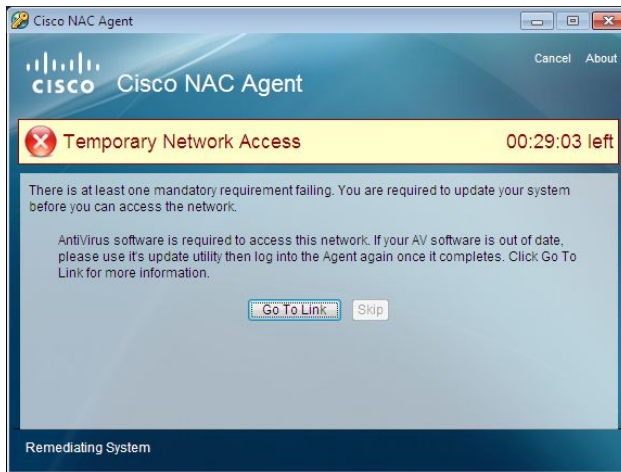 Cisco NAC Agent
Cancel About
CISCO Cisco NAC Agent
Temporary Network Access 00:29:03 left
There is at least one mandatory requirement failing. You are required to update your system
before you can access the network.
AntiVirus software is required to access this network. If your AV software is out of date,
please use it's update utility then log into the Agent again once it completes. Click Go To
Link for more information.
Go To Link Skip
Remediating System